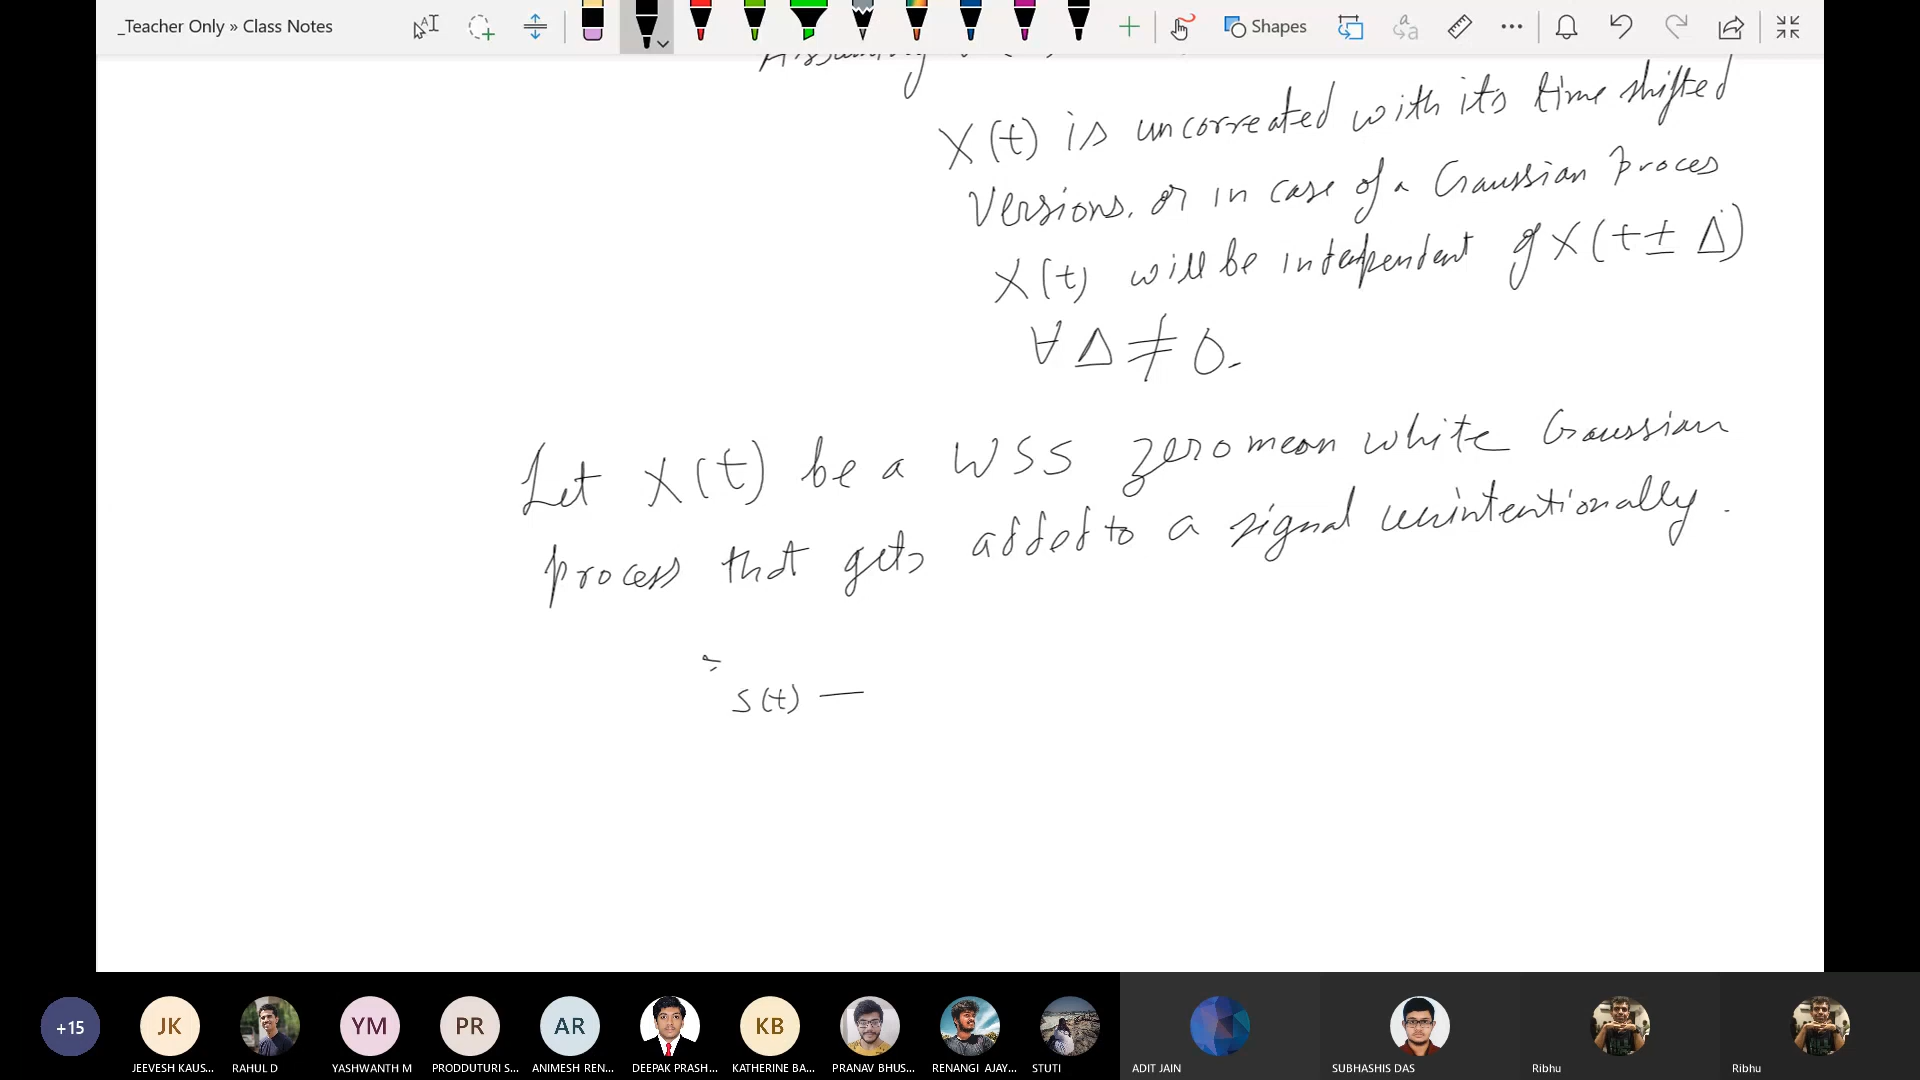 _Teacher Only » Class Notes
Shapes
X(t) is uncorreated with its time shifted
Versions. or in case of a Gaussian Proces
X(t) will be independent of X(t ± Δ)
∀ Δ ≠ 0.
Let X(t) be a WSS zero mean white Gaussian
process that gets added to a signal unintentionally.
S(t) —
+15
JK
YM
PR
AR
KB
JEEVESH KAUS...
RAHUL D
YASHWANTH M
PRODDUTURI S...
ANIMESH REN...
DEEPAK PRASH...
KATHERINE BA...
PRANAV BHUS...
RENANGI AJAY...
STUTI
ADIT JAIN
SUBHASHIS DAS
Ribhu
Ribhu